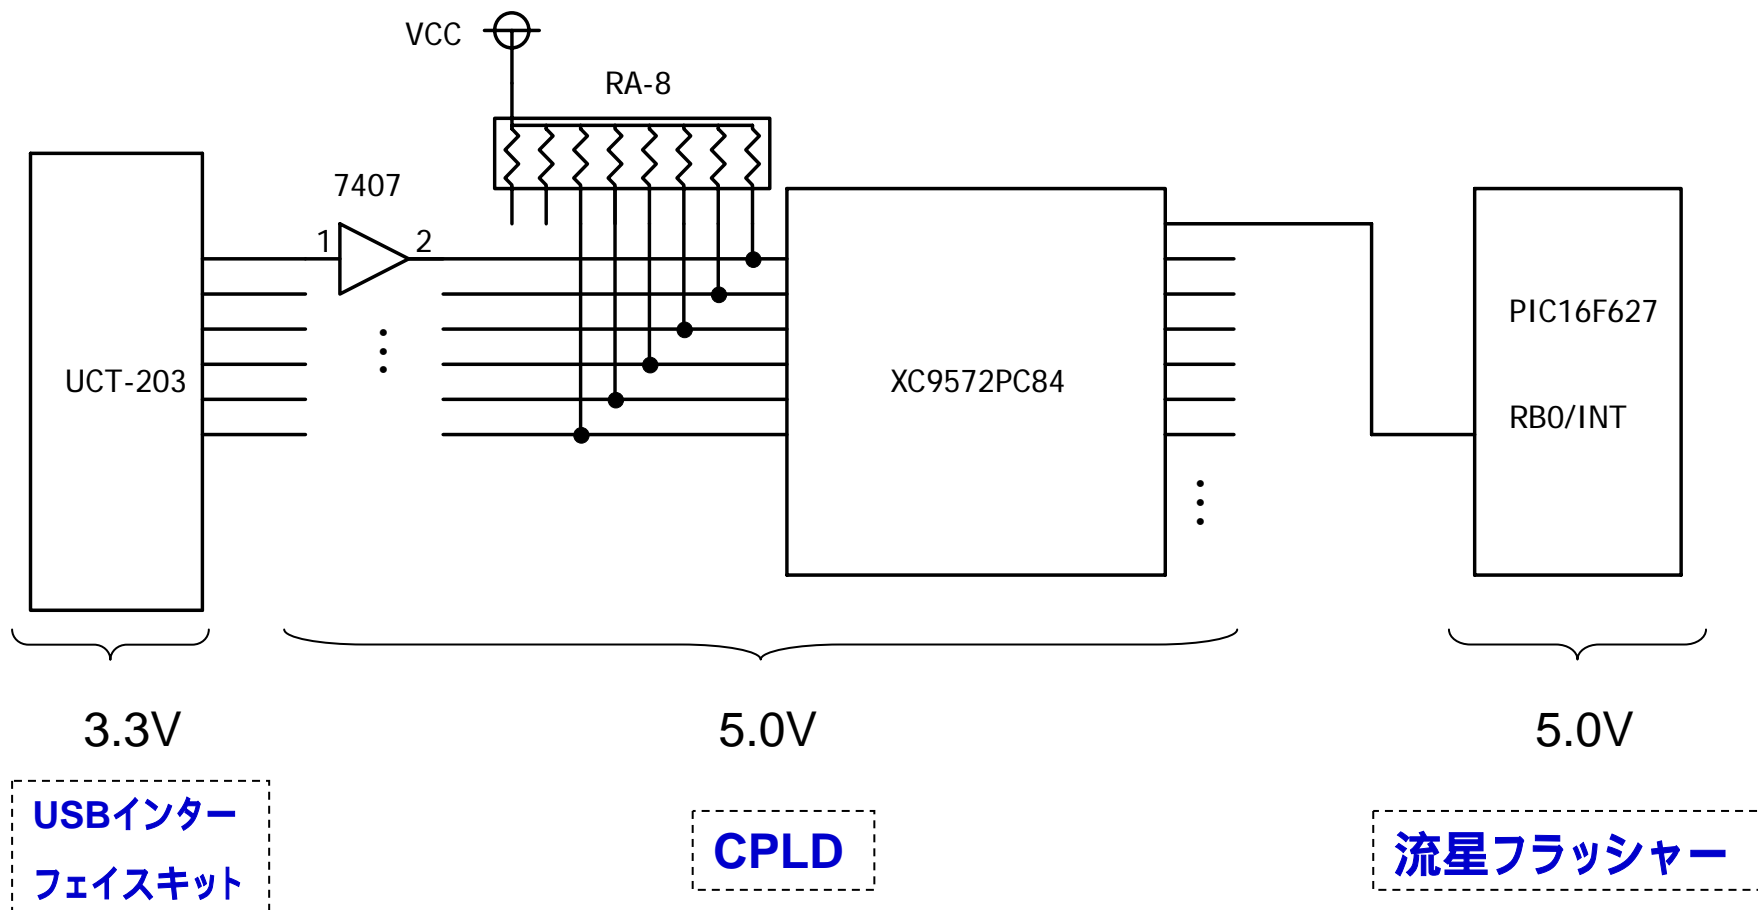 VCC
RA-8
7407
1
2
UCT-203
XC9572PC84
PIC16F627
RB0/INT
3.3V
5.0V
5.0V
USBインター
フェイスキット
CPLD
流星フラッシャー